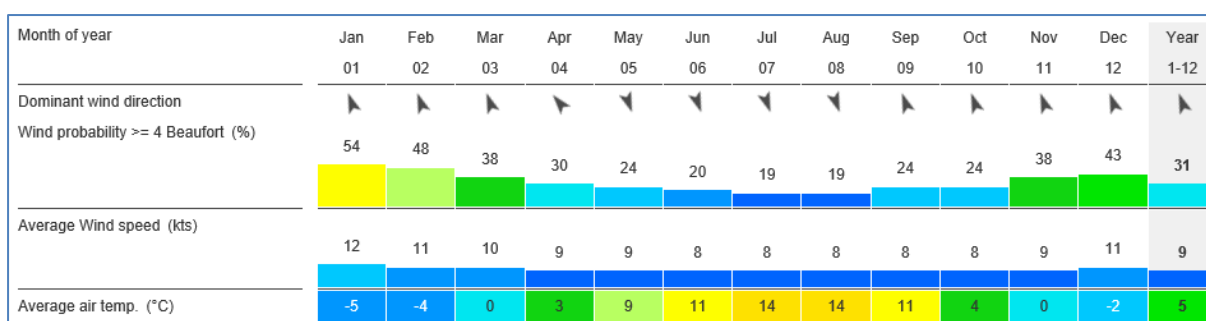 Month of year Jan Feb Mar Apr May Jun Jul Aug Sep Oct Nov Dec Year
01 02 03 04 05 06 07 08 09 10 11 12 1-12
Dominant wind direction
Wind probability >= 4 Beaufort (%)
54 48 38 30 24 20 19 19 24 24 38 43 31
Average Wind speed (kts)
12 11 10 9 9 8 8 8 8 8 9 11 9
Average air temp. (°C) -5 -4 0 3 9 11 14 14 11 4 0 -2 5